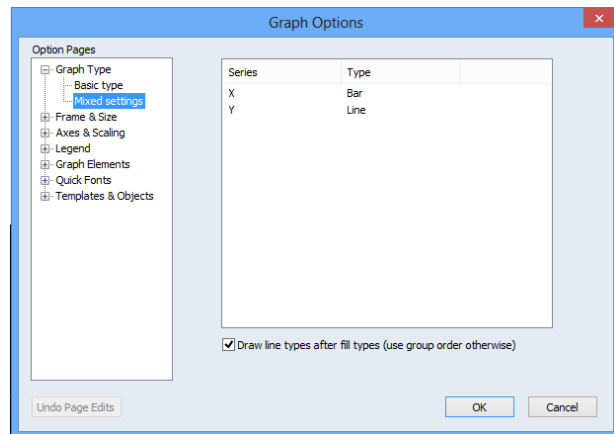 Graph Options
Option Pages
Graph Type
Basic type
Mixed settings
Frame & Size
Axes & Scaling
Legend
Graph Elements
Quick Fonts
Templates & Objects
Series Type
X Bar
Y Line
Draw line types after fill types (use group order otherwise)
Undo Page Edits OK Cancel